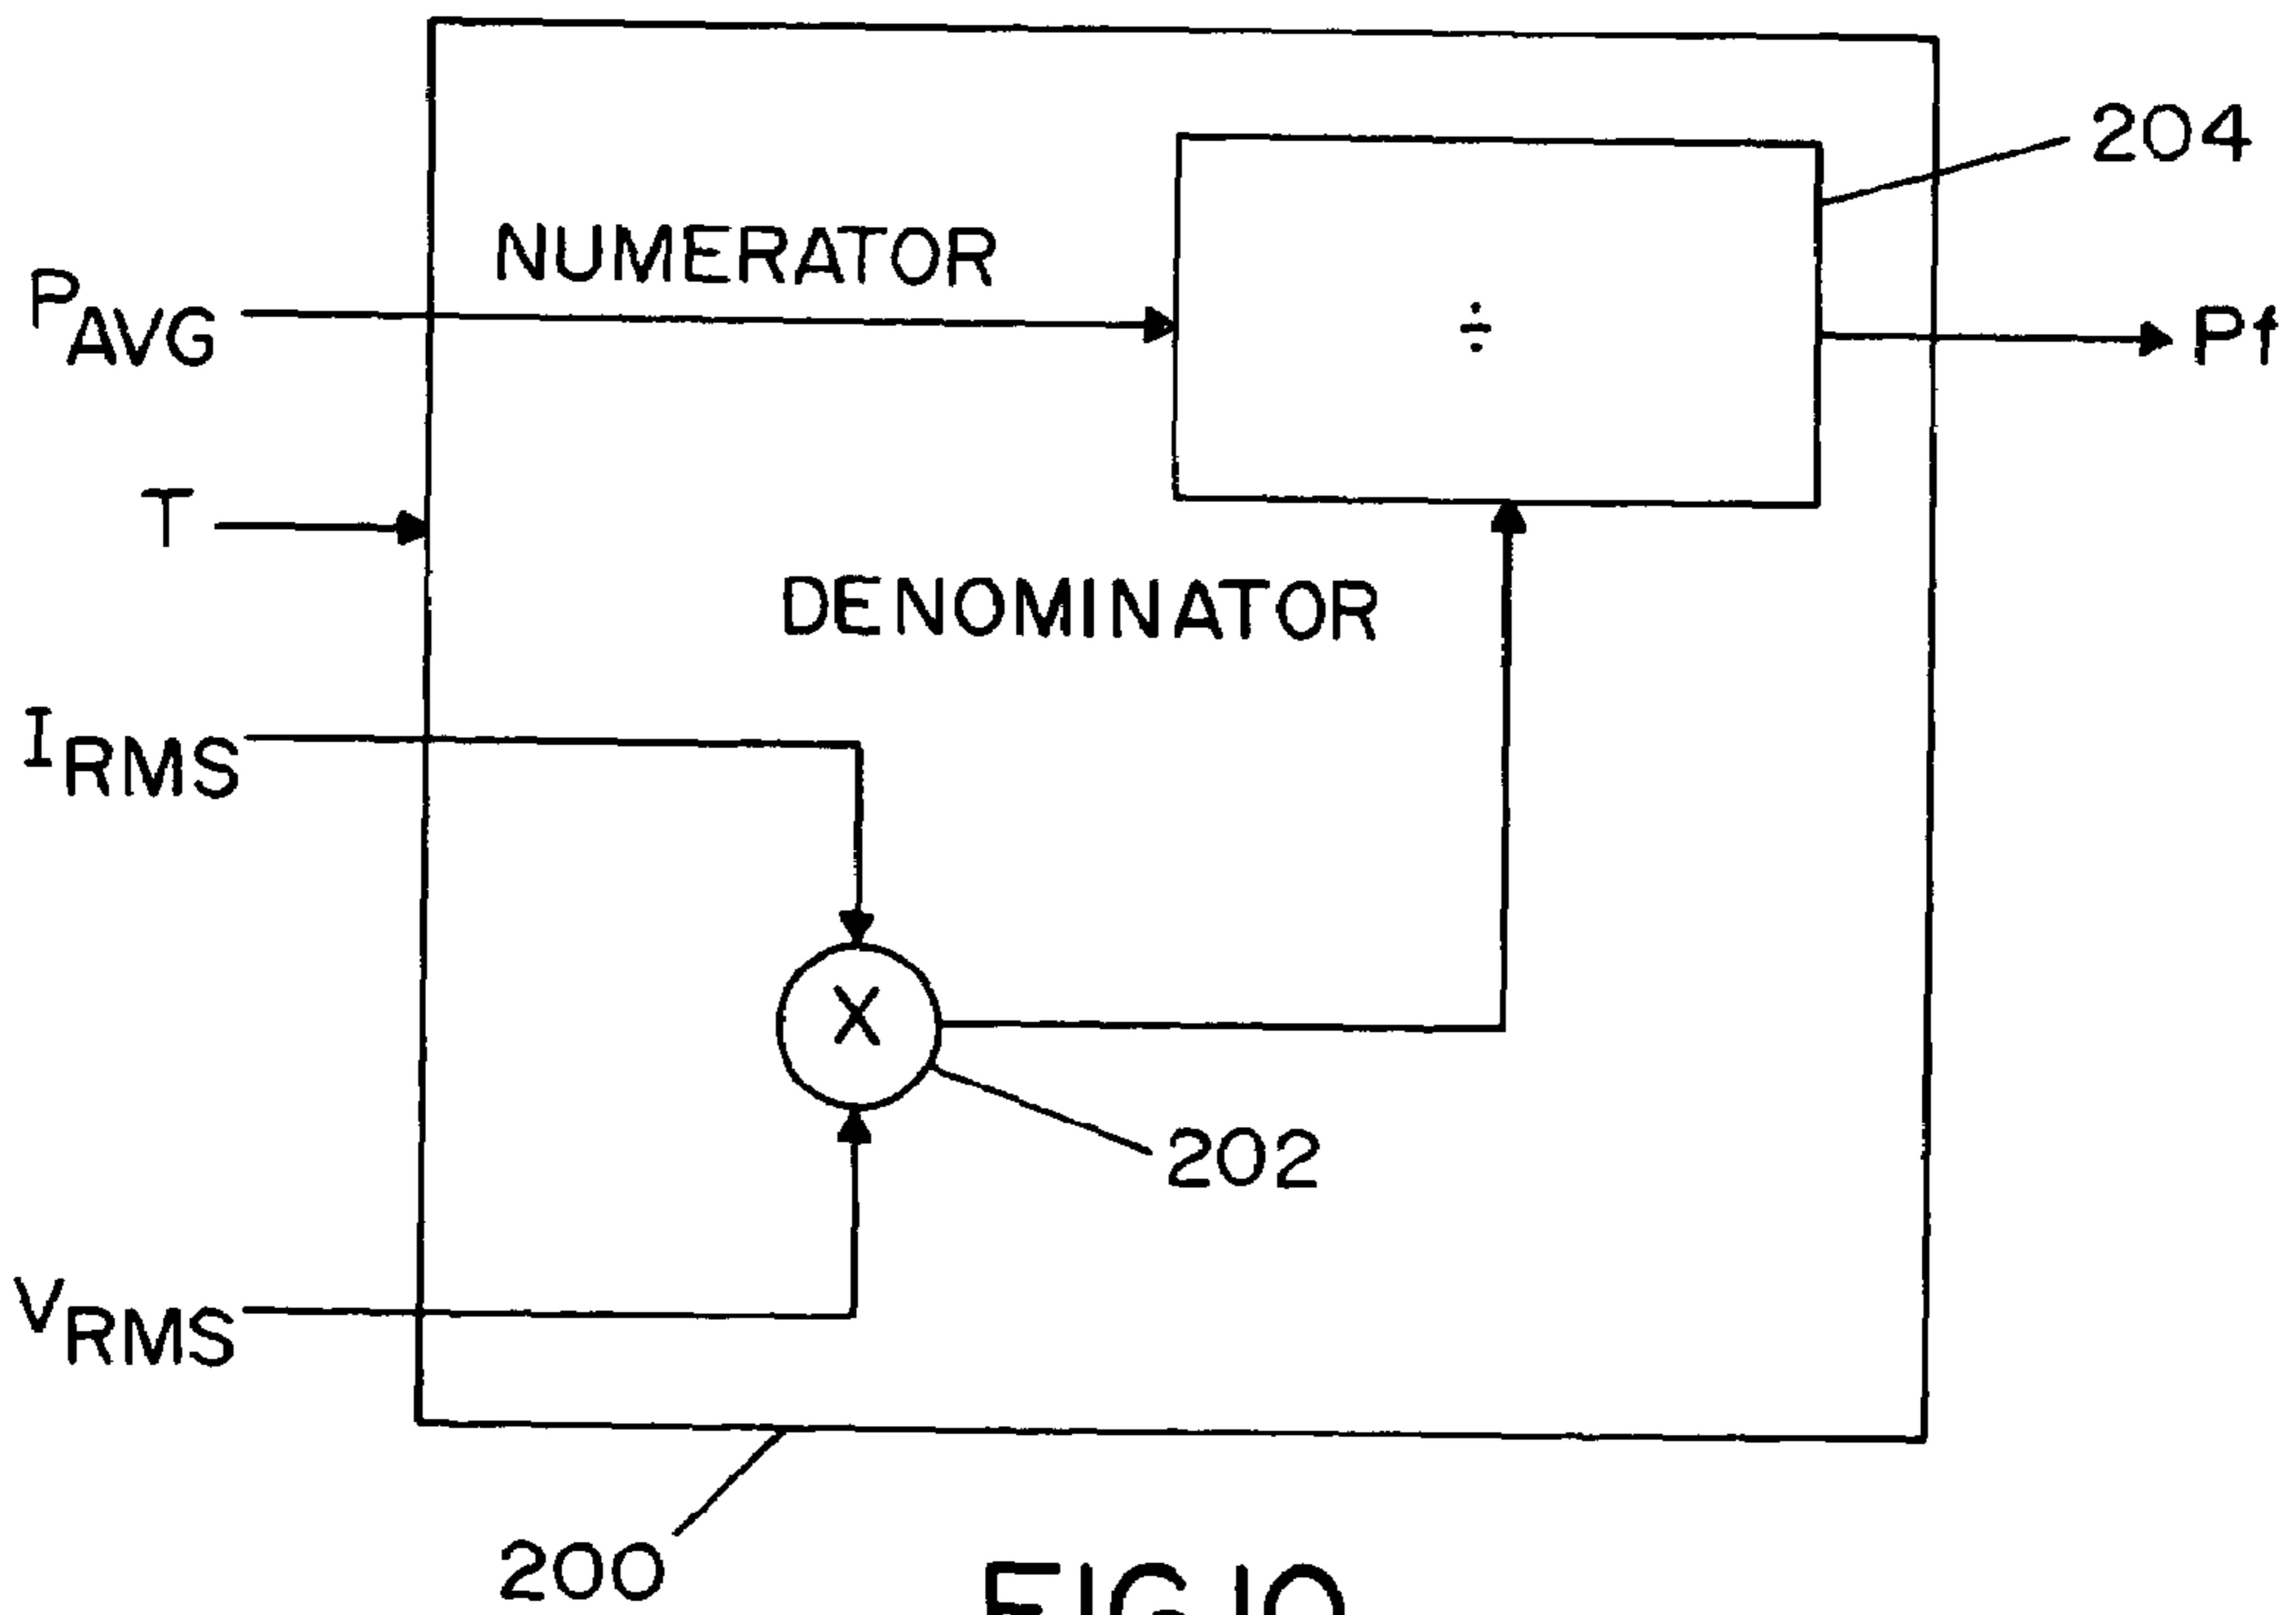 204
NUMERATOR
PAVG
÷
Pf
T
DENOMINATOR
IRMS
X
202
VRMS
200
FIG.10